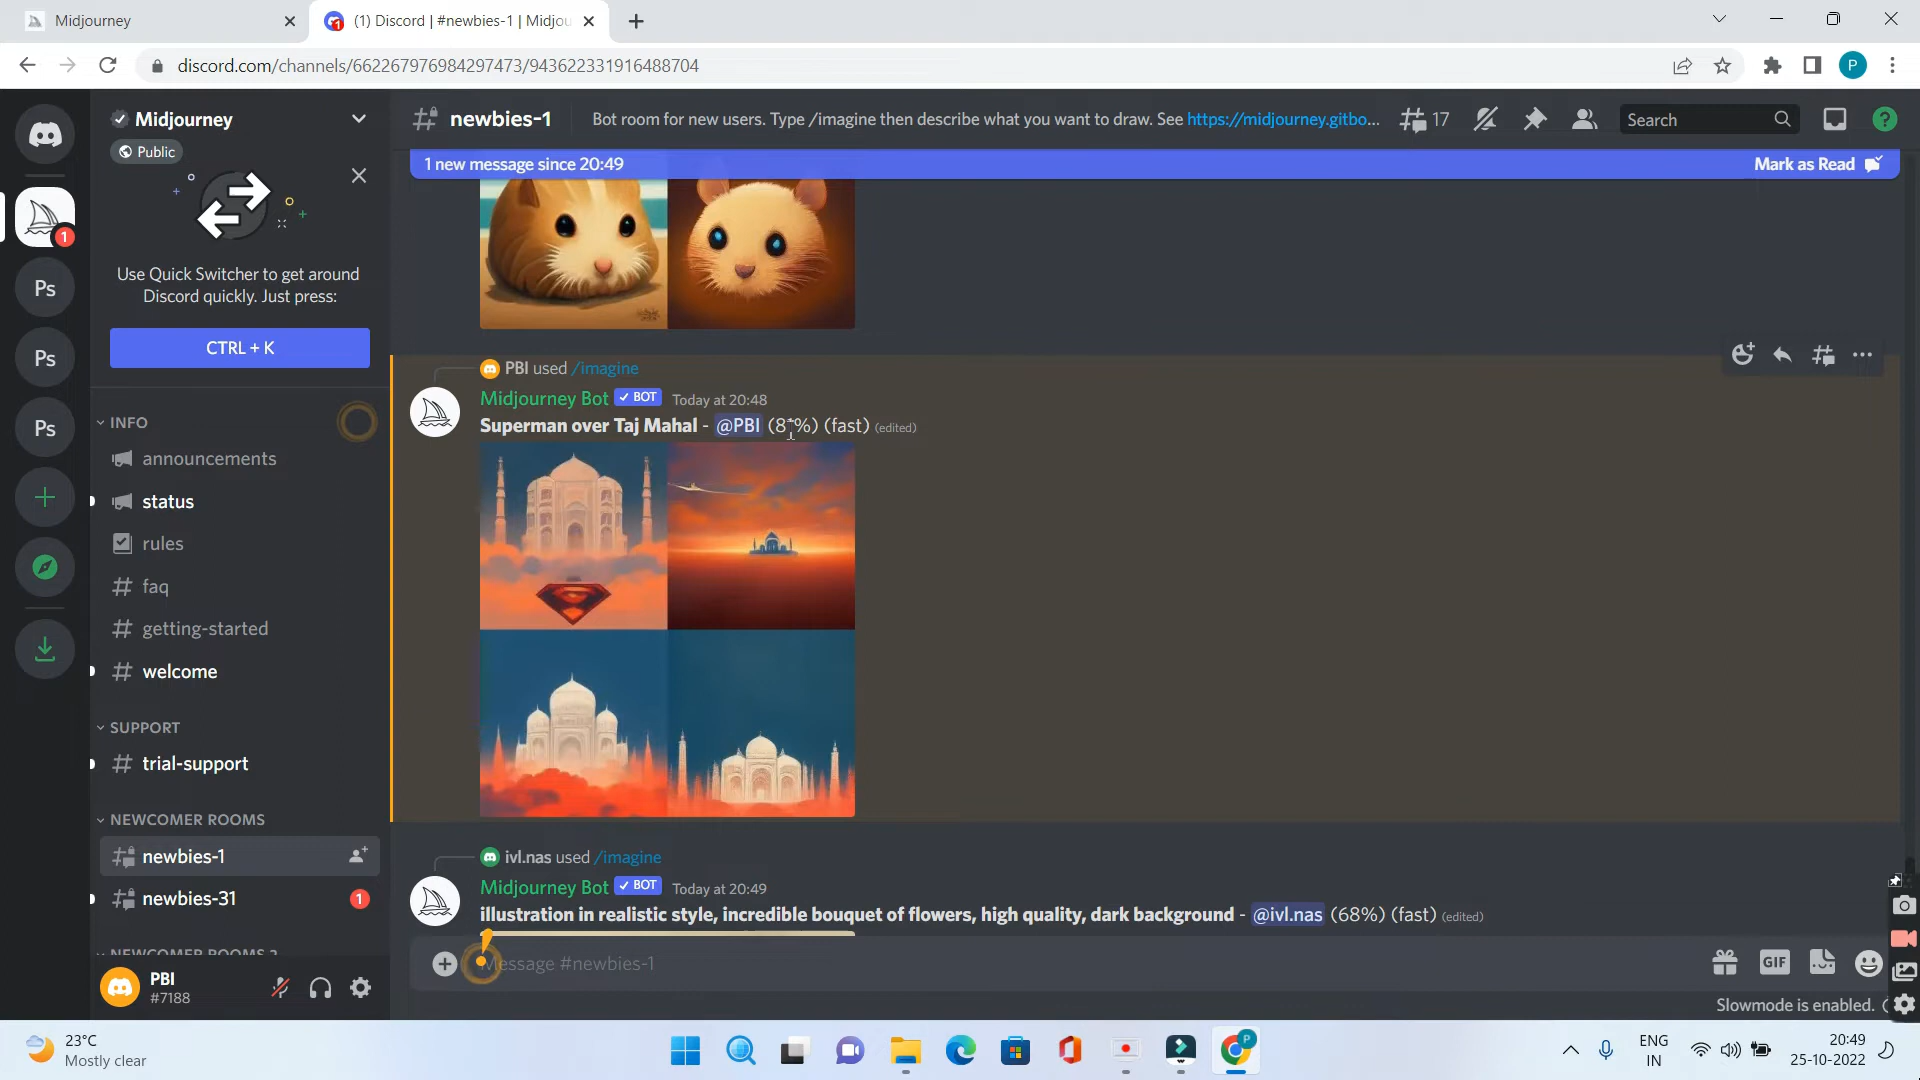 Midjourney
(1) Discord | #newbies-1 | Midjou
discord.com/channels/662267976984297473/943622331916488704
P
Midjourney
Public
newbies-1
Bot room for new users. Type /imagine then describe what you want to draw. See https://midjourney.gitbo...
17
Search
1 new message since 20:49
Mark as Read
1
Ps
Ps
Ps
Use Quick Switcher to get around
Discord quickly. Just press:
CTRL + K
INFO
announcements
status
rules
faq
getting-started
welcome
SUPPORT
trial-support
NEWCOMER ROOMS
newbies-1
newbies-31
1
PBI
#7188
PBI used /imagine
Midjourney Bot BOT Today at 20:48
Superman over Taj Mahal - @PBI (fast) (edited)
ivl.nas used /imagine
Midjourney Bot BOT Today at 20:49
illustration in realistic style, incredible bouquet of flowers, high quality, dark background - @ivl.nas (68%) (fast) (edited)
Message #newbies-1
GIF
Slowmode is enabled.
23°C
Mostly clear
P
ENG
IN
20:49
25-10-2022